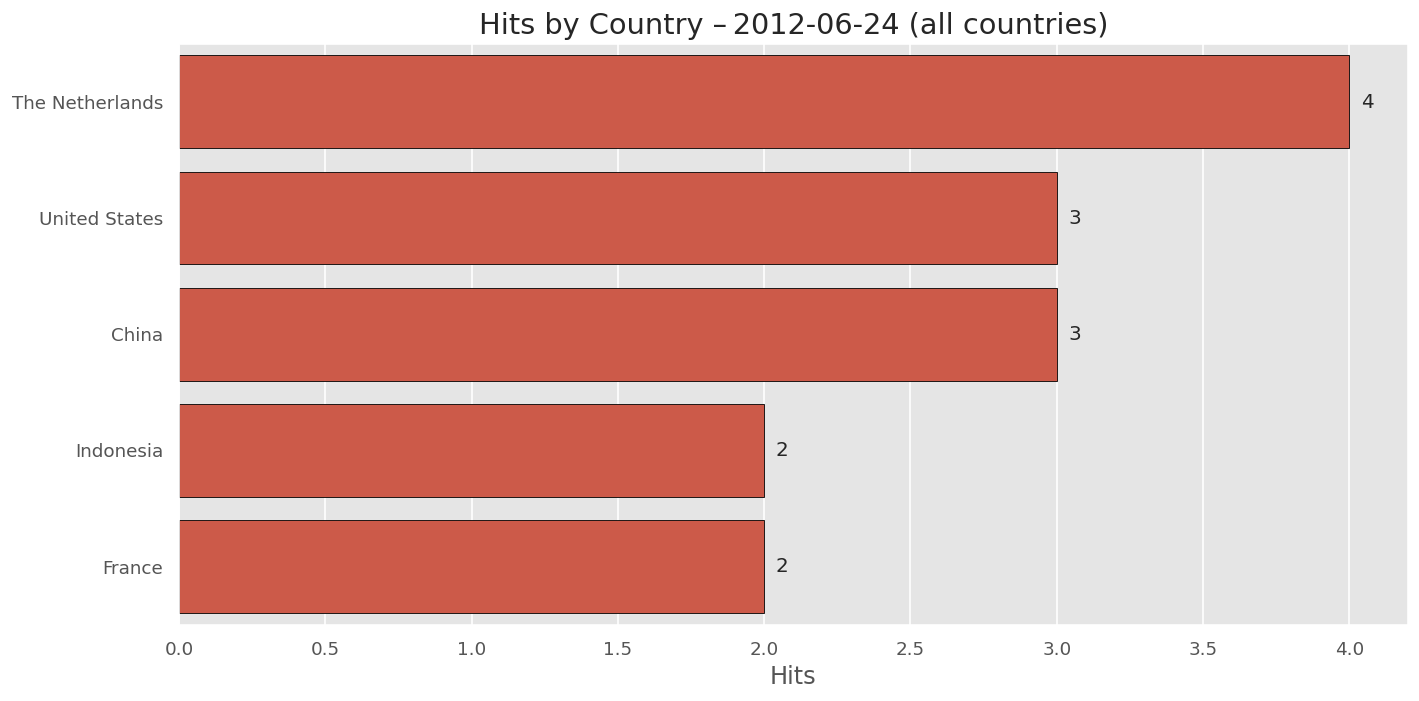 Hits by Country – 2012-06-24 (all countries)
The Netherlands
4
United States
3
China
3
Indonesia
2
France
2
0.0 0.5 1.0 1.5 2.0 2.5 3.0 3.5 4.0
Hits